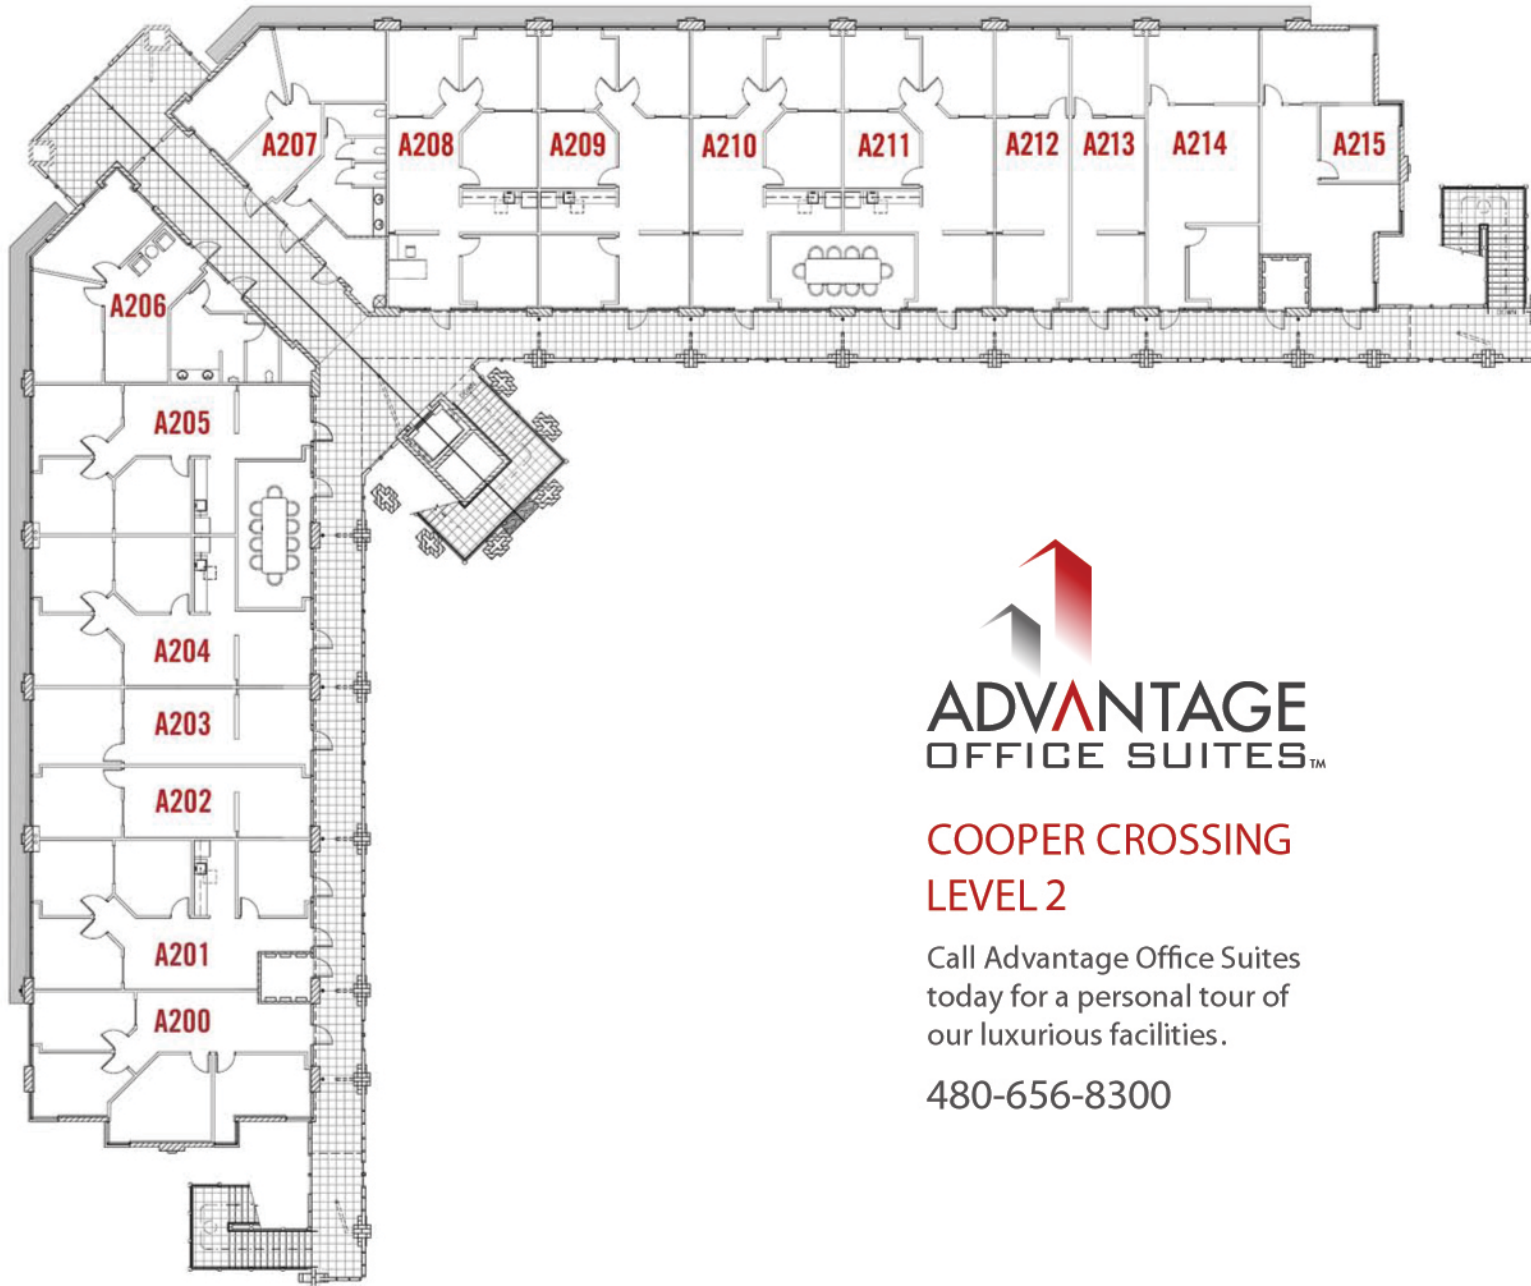 A207
A208
A209
A210
A211
A212
A213
A214
A215
A206
A205
A204
A203
A202
A201
A200
DOWN
ADVANTAGE
OFFICE SUITES™
COOPER CROSSING
LEVEL 2
Call Advantage Office Suites
today for a personal tour of
our luxurious facilities.
480-656-8300